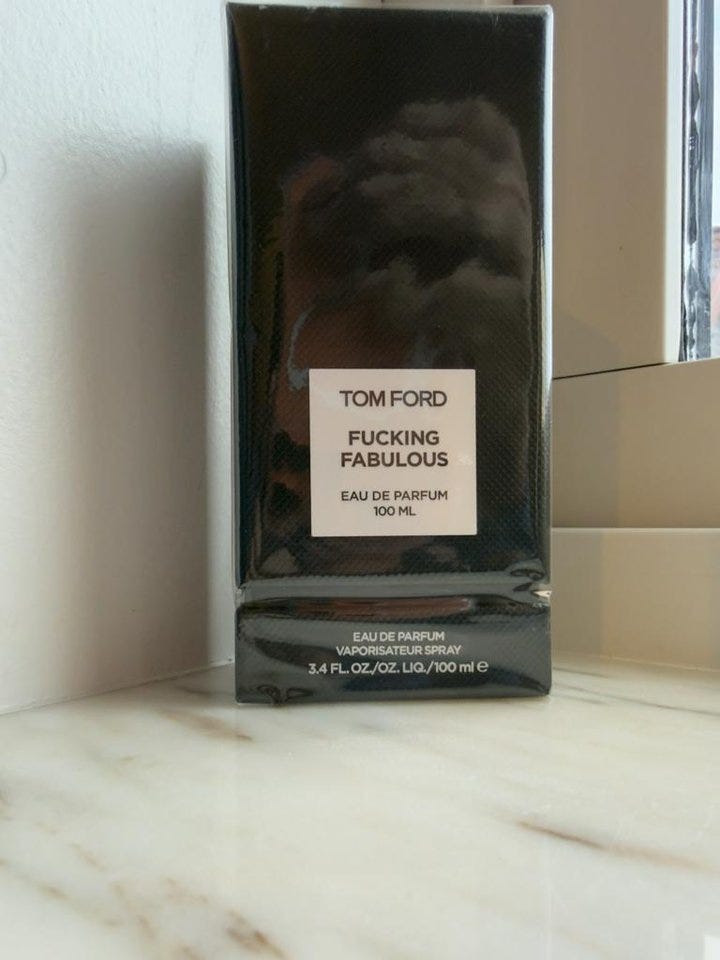 TOM FORD
FUCKING
FABULOUS
EAU DE PARFUM
100 ML
EAU DE PARFUM
VAPORISATEUR SPRAY
3.4 FL. OZ./OZ. LIQ./100 ml ℮